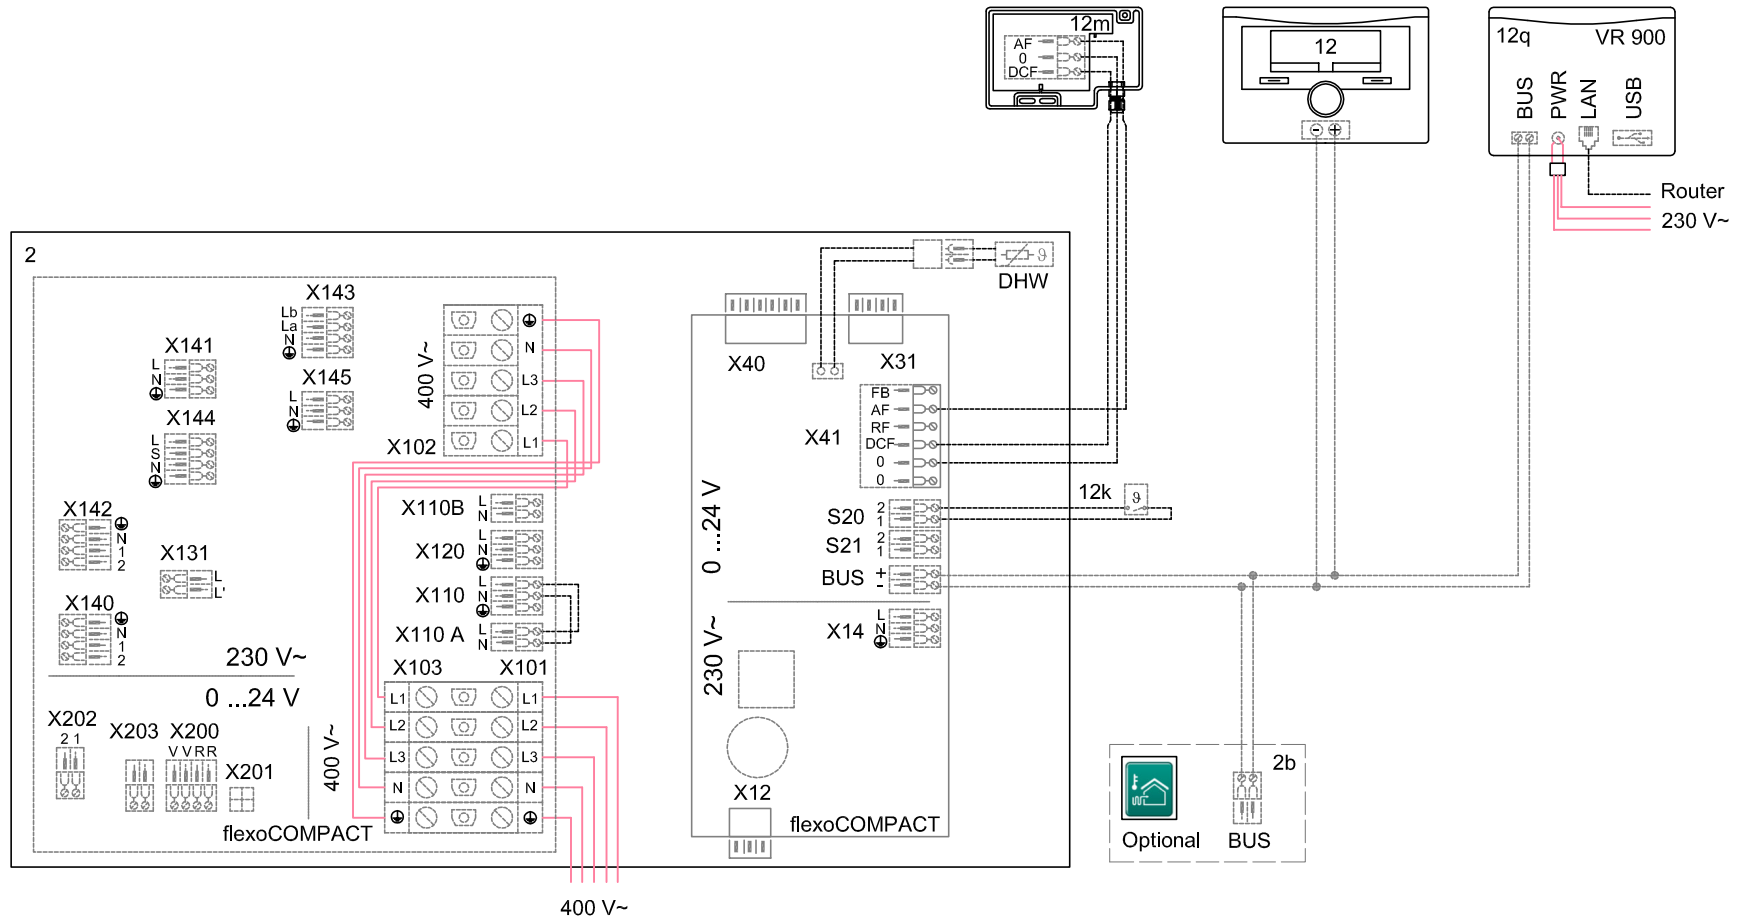 12m
AF
0
DCF
12
12q
VR 900
BUS
PWR
LAN
USB
Router
230 V~
2
DHW
X143
Lb
La
N
X141
L
N
X145
L
N
X144
L
S
N
400 V~
N
L3
L2
L1
X102
X40
X31
X41
FB
AF
RF
DCF
0
0
X142
N
1
2
X131
L
L'
X140
N
1
2
230 V~
0 ...24 V
X110B
L
N
X120
L
N
X110
L
N
X110 A
L
N
X103
X101
L1
L1
L2
L2
L3
L3
N
N
400 V~
0 ...24 V
S20
2
1
S21
2
1
BUS
+
-
12k
ϑ
ϑ
-
+
230 V~
X14
L
N
X12
flexoCOMPACT
X202
2 1
X203
X200
V V R R
X201
flexoCOMPACT
400 V~
2b
Optional
BUS